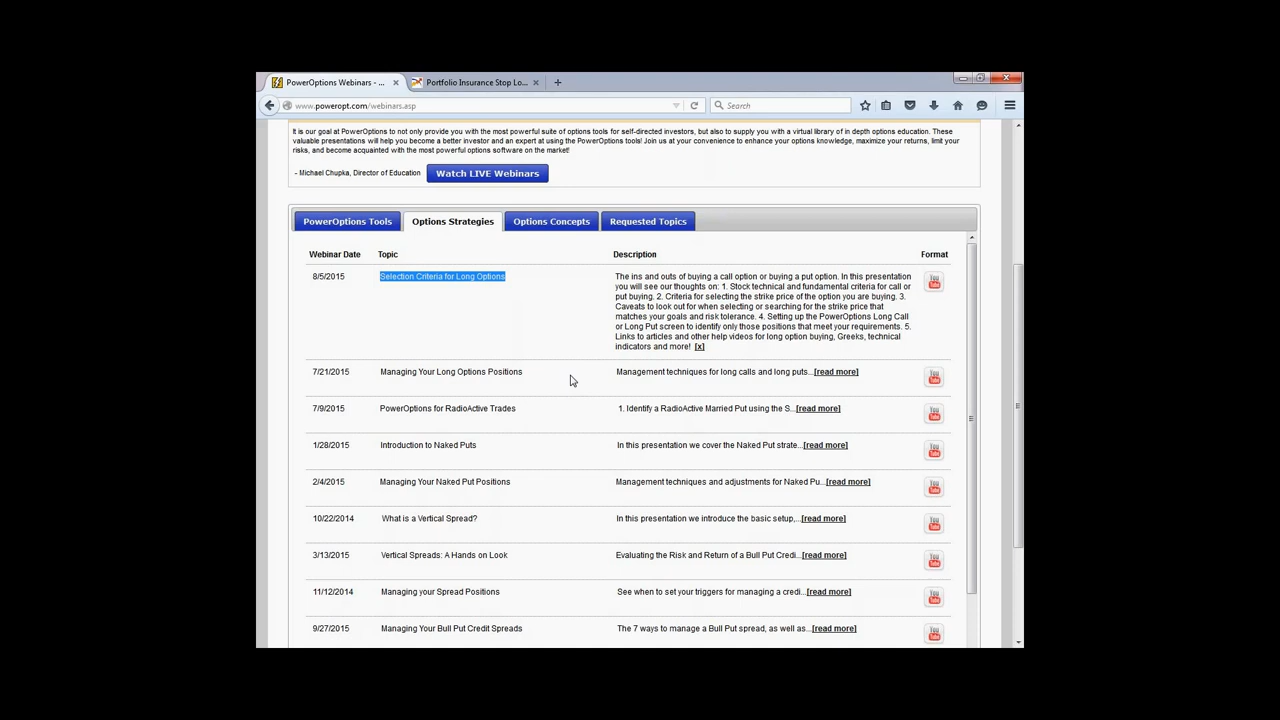 PowerOptions Webinars - ...
Portfolio Insurance Stop Lo...
www.poweropt.com/webinars.asp
Search
It is our goal at PowerOptions to not only provide you with the most powerful suite of options tools for self-directed investors, but also to supply you with a virtual library of in depth options education. These
valuable presentations will help you become a better investor and an expert at using the PowerOptions tools! Join us at your convenience to enhance your options knowledge, maximize your returns, limit your
risks, and become acquainted with the most powerful options software on the market!
- Michael Chupka, Director of Education
Watch LIVE Webinars
PowerOptions Tools
Options Strategies
Options Concepts
Requested Topics
Webinar Date Topic Description Format
8/5/2015 Selection Criteria for Long Options The ins and outs of buying a call option or buying a put option. In this presentation
you will see our thoughts on: 1. Stock technical and fundamental criteria for call or
put buying. 2. Criteria for selecting the strike price of the option you are buying. 3.
Caveats to look out for when selecting or searching for the strike price that
matches your goals and risk tolerance. 4. Setting up the PowerOptions Long Call
or Long Put screen to identify only those positions that meet your requirements. 5.
Links to articles and other help videos for long option buying, Greeks, technical
indicators and more! [x]
You Tube
7/21/2015 Managing Your Long Options Positions Management techniques for long calls and long puts...[read more] You Tube
7/9/2015 PowerOptions for RadioActive Trades 1. Identify a RadioActive Married Put using the S...[read more] You Tube
1/28/2015 Introduction to Naked Puts In this presentation we cover the Naked Put strate...[read more] You Tube
2/4/2015 Managing Your Naked Put Positions Management techniques and adjustments for Naked Pu...[read more] You Tube
10/22/2014 What is a Vertical Spread? In this presentation we introduce the basic setup,...[read more] You Tube
3/13/2015 Vertical Spreads: A Hands on Look Evaluating the Risk and Return of a Bull Put Credi...[read more] You Tube
11/12/2014 Managing your Spread Positions See when to set your triggers for managing a credi...[read more] You Tube
9/27/2015 Managing Your Bull Put Credit Spreads The 7 ways to manage a Bull Put spread, as well as...[read more] You Tube